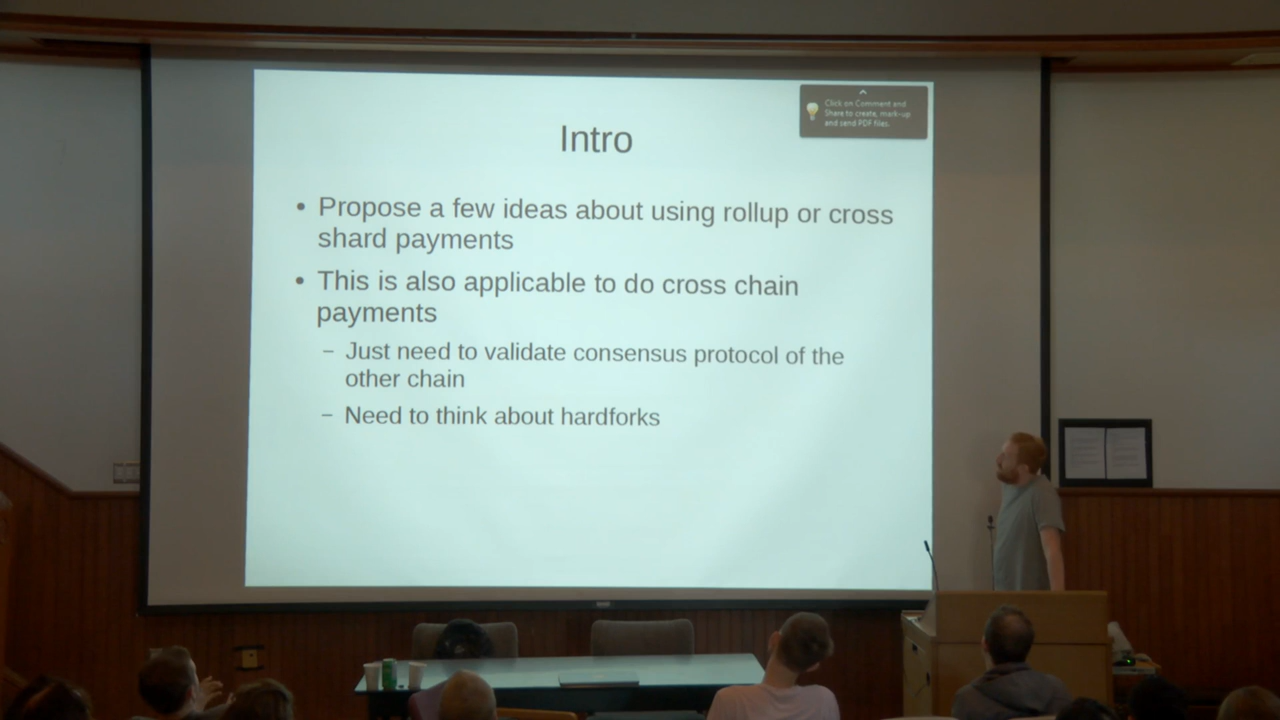 Intro
• Propose a few ideas about using rollup or cross
shard payments
• This is also applicable to do cross chain
payments
– Just need to validate consensus protocol of the
other chain
– Need to think about hardforks
Click on Comment and
Share to create, mark-up
and send PDF files.